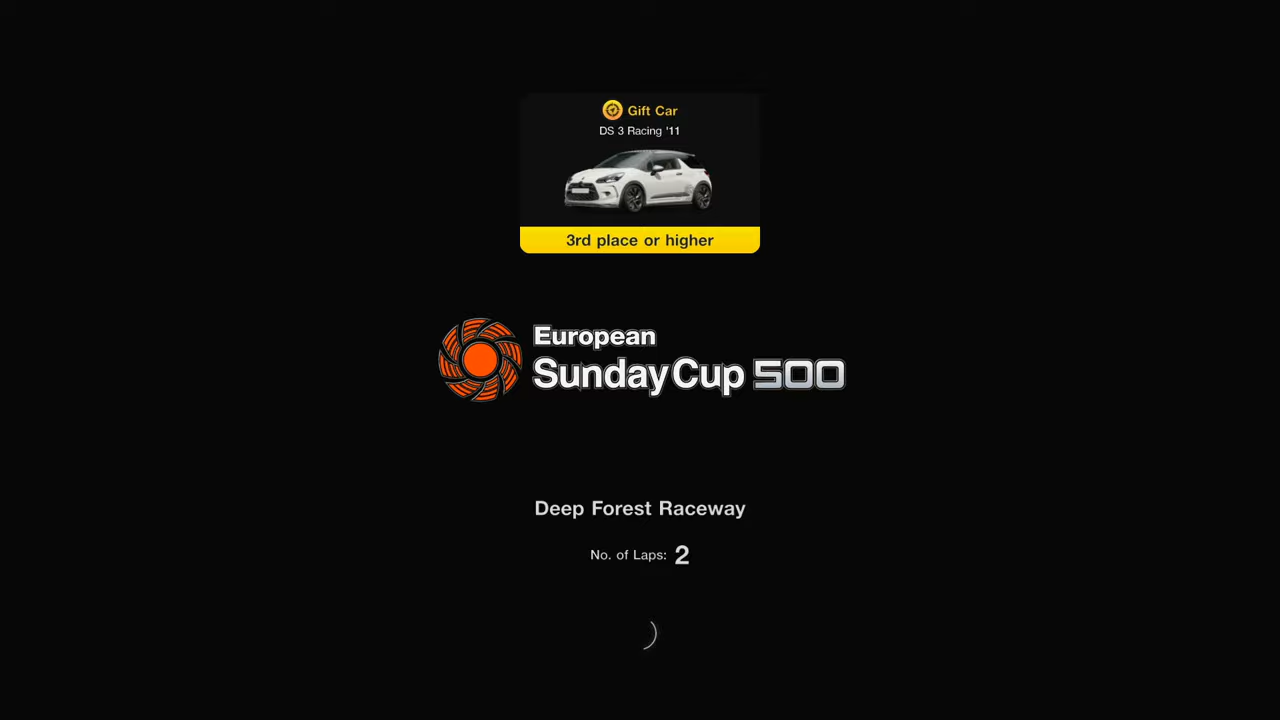 Gift Car
DS 3 Racing '11
3rd place or higher
European
Sunday Cup 500
Deep Forest Raceway
No. of Laps: 2